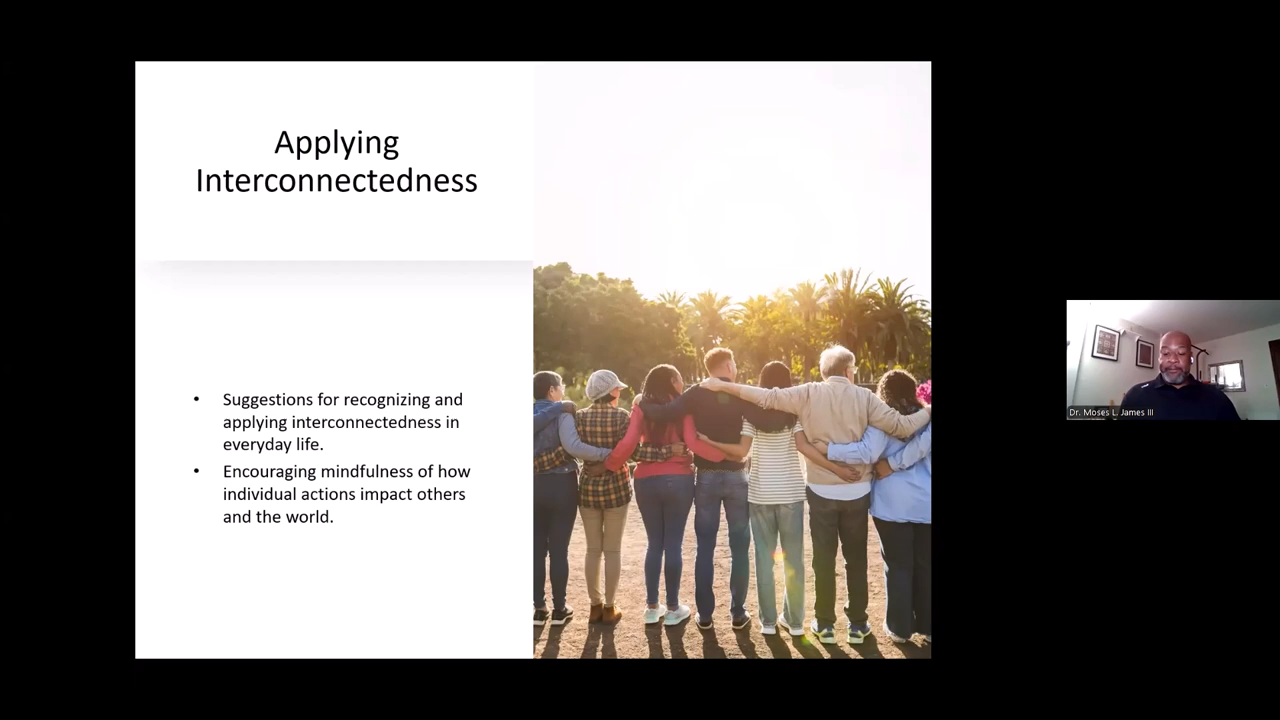 Applying
Interconnectedness
• Suggestions for recognizing and
applying interconnectedness in
everyday life.
• Encouraging mindfulness of how
individual actions impact others
and the world.
Dr. Moses L. James III